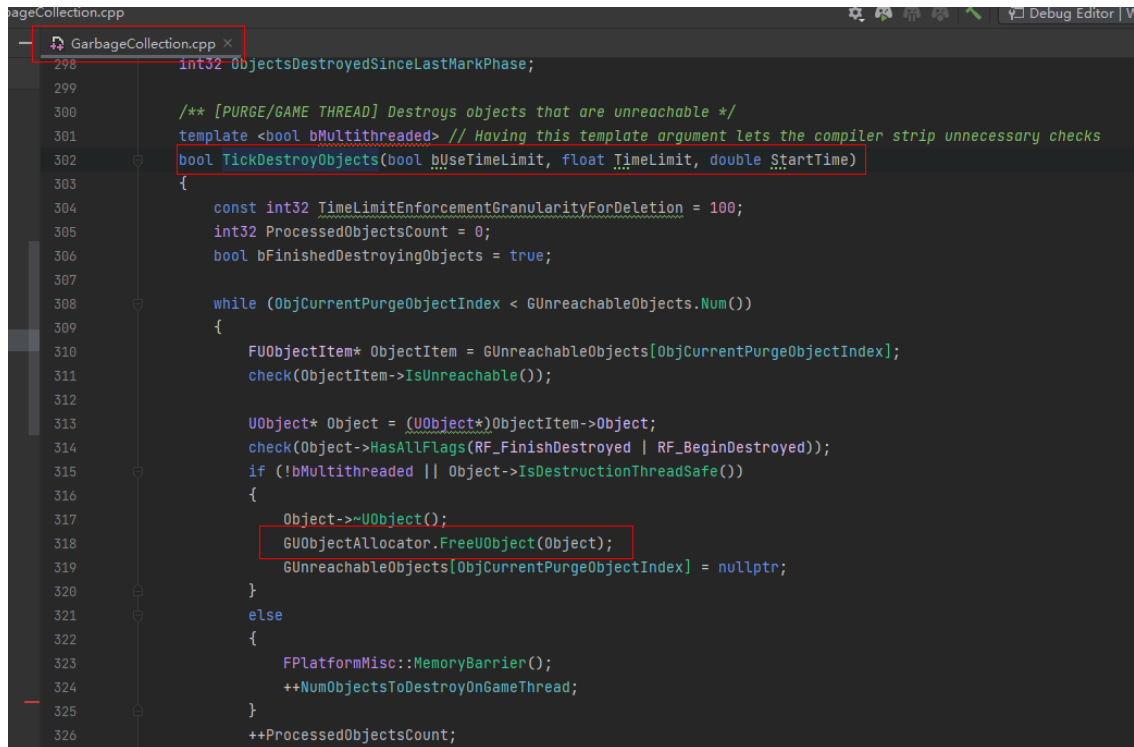 bageCollection.cpp
Debug Editor | W
GarbageCollection.cpp ×
298 int32 ObjectsDestroyedSinceLastMarkPhase;
299
300 /** [PURGE/GAME THREAD] Destroys objects that are unreachable */
301 template <bool bMultithreaded> // Having this template argument lets the compiler strip unnecessary checks
302 bool TickDestroyObjects(bool bUseTimeLimit, float TimeLimit, double StartTime)
303 {
304 const int32 TimeLimitEnforcementGranularityForDeletion = 100;
305 int32 ProcessedObjectsCount = 0;
306 bool bFinishedDestroyingObjects = true;
307
308 while (ObjCurrentPurgeObjectIndex < GUnreachableObjects.Num())
309 {
310 FUObjectItem* ObjectItem = GUnreachableObjects[ObjCurrentPurgeObjectIndex];
311 check(ObjectItem->IsUnreachable());
312
313 UObject* Object = (UObject*)ObjectItem->Object;
314 check(Object->HasAllFlags(RF_FinishDestroyed | RF_BeginDestroyed));
315 if (!bMultithreaded || Object->IsDestructionThreadSafe())
316 {
317 Object->~UObject();
318 GUObjectAllocator.FreeUObject(Object);
319 GUnreachableObjects[ObjCurrentPurgeObjectIndex] = nullptr;
320 }
321 else
322 {
323 FPlatformMisc::MemoryBarrier();
324 ++NumObjectsToDestroyOnGameThread;
325 }
326 ++ProcessedObjectsCount;